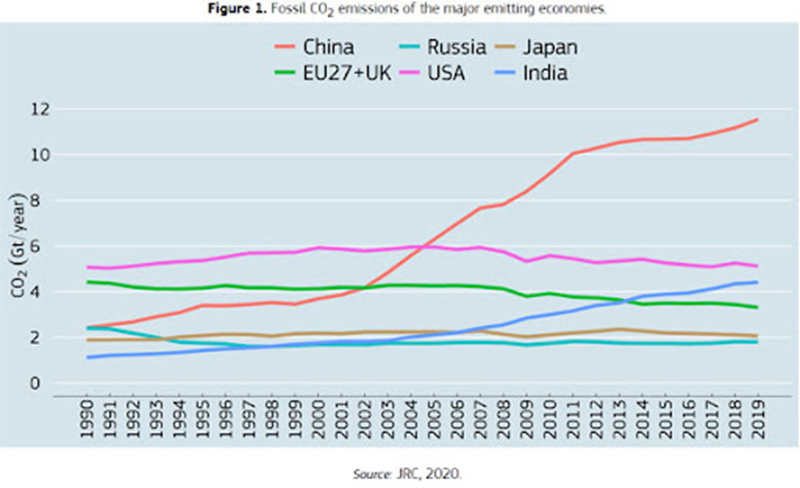 Figure 1. Fossil CO₂ emissions of the major emitting economies.
China Russia Japan
EU27+UK USA India
CO₂ (Gt/year)
12
10
8
6
4
2
0
1990 1991 1992 1993 1994 1995 1996 1997 1998 1999 2000 2001 2002 2003 2004 2005 2006 2007 2008 2009 2010 2011 2012 2013 2014 2015 2016 2017 2018 2019
Source: JRC, 2020.